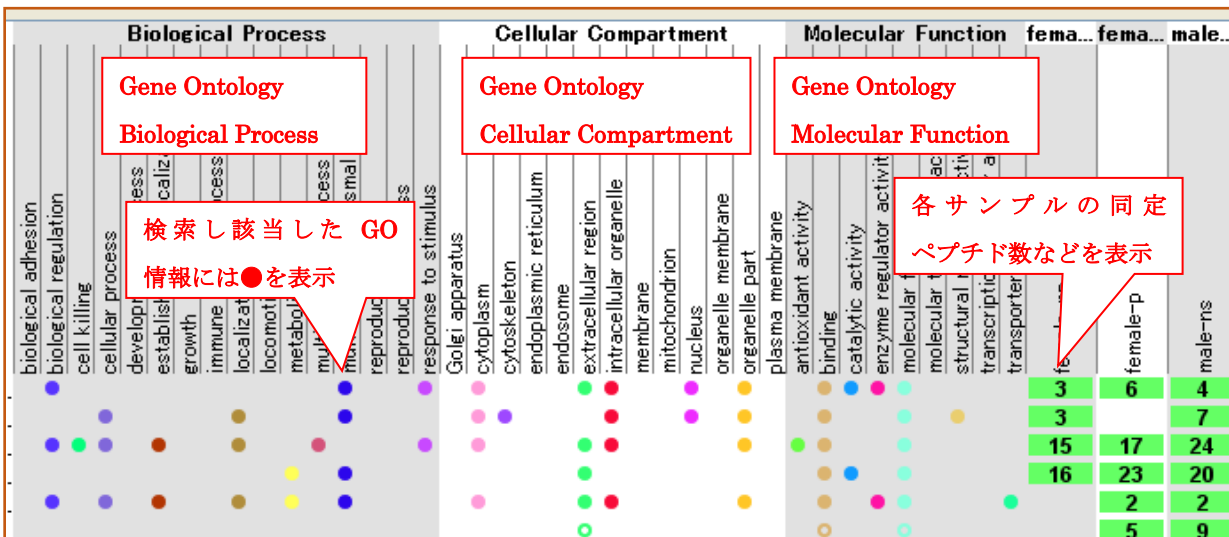 Biological Process Cellular Compartment Molecular Function fema... fema... male...
Gene Ontology
Biological Process
Gene Ontology
Cellular Compartment
Gene Ontology
Molecular Function
検索し該当した GO
情報には●を表示
各サンプルの同定
ペプチド数などを表示
biological adhesion
biological regulation
cell killing
cellular process
growth
response to stimulus
Golgi apparatus
cytoplasm
cytoskeleton
endoplasmic reticulum
endosome
extracellular region
intracellular organelle
membrane
mitochondrion
nucleus
organelle membrane
organelle part
plasma membrane
antioxidant activity
binding
catalytic activity
enzyme regulator activit
female-p
male-ns
3 6 4
3 7
15 17 24
16 23 20
2 2
5 9